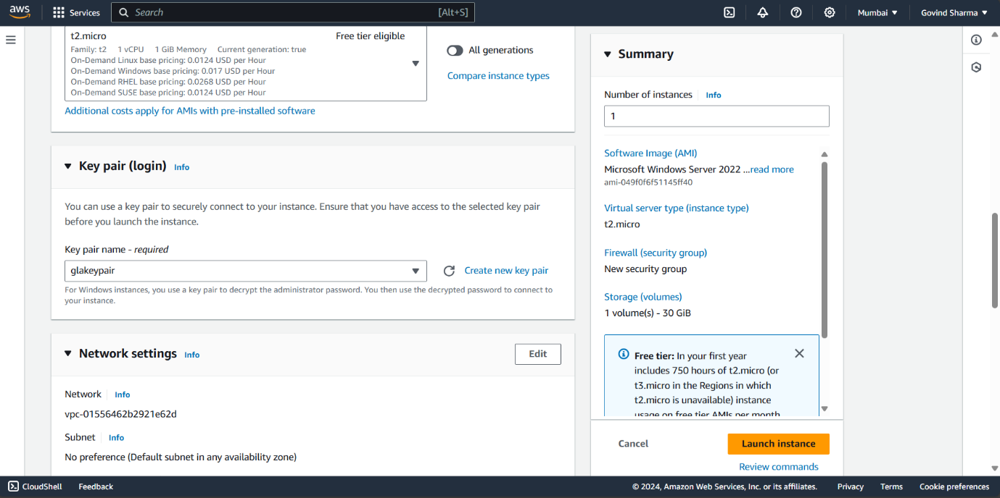 aws
Services
Search
[Alt+S]
Mumbai
Govind Sharma
t2.micro
Free tier eligible
Family: t2 1 vCPU 1 GiB Memory Current generation: true
On-Demand Linux base pricing: 0.0124 USD per Hour
On-Demand Windows base pricing: 0.017 USD per Hour
On-Demand RHEL base pricing: 0.0268 USD per Hour
On-Demand SUSE base pricing: 0.0124 USD per Hour
All generations
Compare instance types
Additional costs apply for AMIs with pre-installed software
Key pair (login) Info
You can use a key pair to securely connect to your instance. Ensure that you have access to the selected key pair
before you launch the instance.
Key pair name - required
glakeypair
Create new key pair
For Windows instances, you use a key pair to decrypt the administrator password. You then use the decrypted password to connect to
your instance.
Network settings Info
Edit
Network Info
vpc-01556462b2921e62d
Subnet Info
No preference (Default subnet in any availability zone)
Summary
Number of instances Info
1
Software Image (AMI)
Microsoft Windows Server 2022 ...read more
ami-049f0f6f51145ff40
Virtual server type (instance type)
t2.micro
Firewall (security group)
New security group
Storage (volumes)
1 volume(s) - 30 GiB
Free tier: In your first year
includes 750 hours of t2.micro (or
t3.micro in the Regions in which
t2.micro is unavailable) instance
usage on free tier AMIs per month
Cancel
Launch instance
Review commands
CloudShell
Feedback
© 2024, Amazon Web Services, Inc. or its affiliates.
Privacy
Terms
Cookie preferences